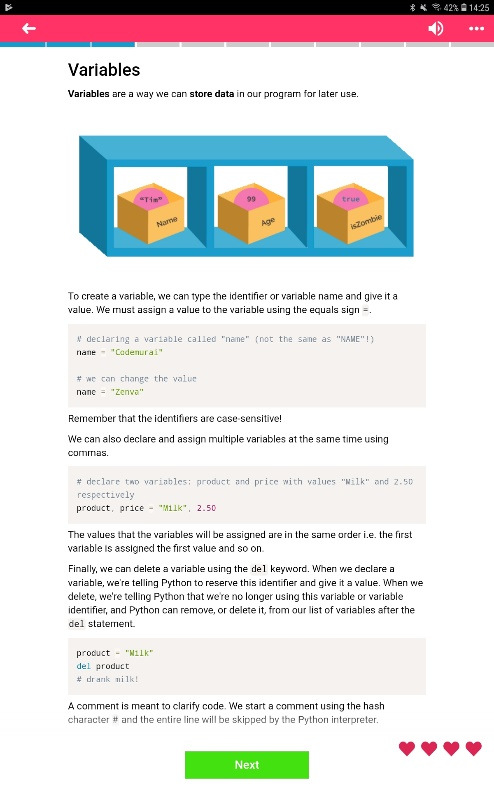 42% 14:25
Variables
Variables are a way we can store data in our program for later use.
"Tim"
99
true
Name
Age
isZombie
To create a variable, we can type the identifier or variable name and give it a
value. We must assign a value to the variable using the equals sign =.
# declaring a variable called "name" (not the same as "NAME"!)
name = "Codemurai"
# we can change the value
name = "Zenva"
Remember that the identifiers are case-sensitive!
We can also declare and assign multiple variables at the same time using
commas.
# declare two variables: product and price with values "Milk" and 2.50
respectively
product, price = "Milk", 2.50
The values that the variables will be assigned are in the same order i.e. the first
variable is assigned the first value and so on.
Finally, we can delete a variable using the del keyword. When we declare a
variable, we're telling Python to reserve this identifier and give it a value. When we
delete, we're telling Python that we're no longer using this variable or variable
identifier, and Python can remove, or delete it, from our list of variables after the
del statement.
product = "Milk"
del product
# drank milk!
A comment is meant to clarify code. We start a comment using the hash
character # and the entire line will be skipped by the Python interpreter.
Next